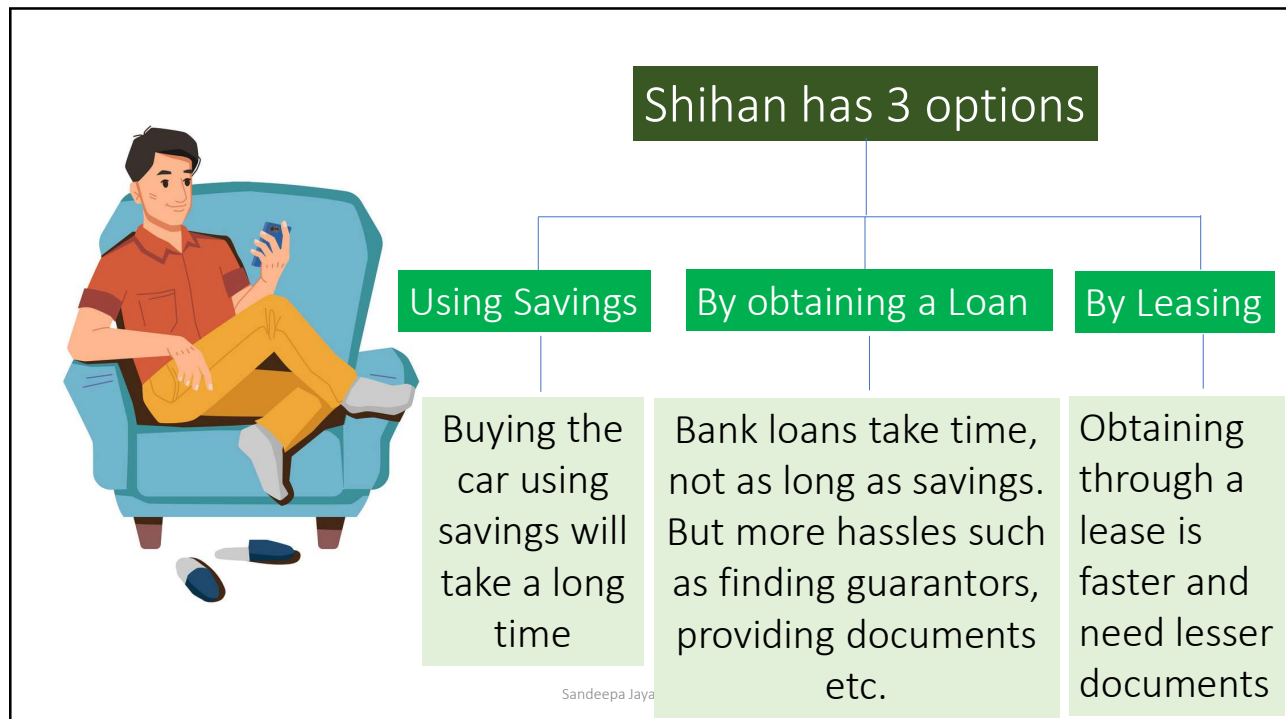 Shihan has 3 options
Using Savings
By obtaining a Loan
By Leasing
Buying the
car using
savings will
take a long
time
Bank loans take time,
not as long as savings.
But more hassles such
as finding guarantors,
providing documents
etc.
Obtaining
through a
lease is
faster and
need lesser
documents
Sandeepa Jaya